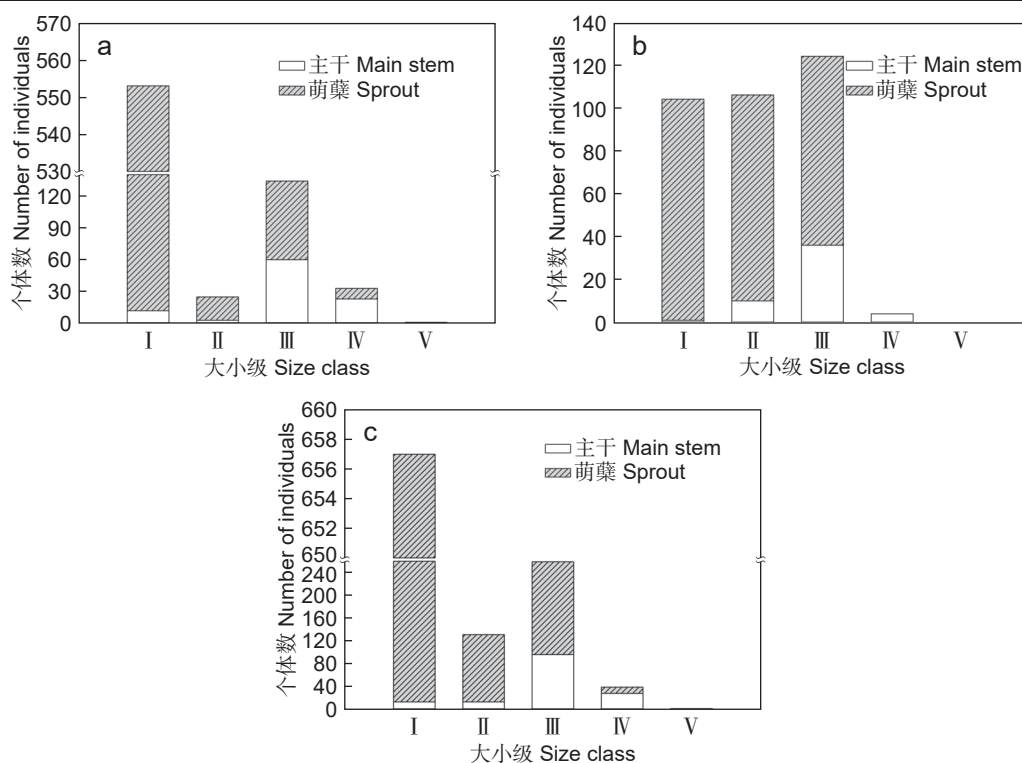 a
570
560
550
540
530
120
90
60
30
0
个体数 Number of individuals
主干 Main stem
萌蘖 Sprout
Ⅰ Ⅱ Ⅲ Ⅳ Ⅴ
大小级 Size class
b
140
120
100
80
60
40
20
0
个体数 Number of individuals
主干 Main stem
萌蘖 Sprout
Ⅰ Ⅱ Ⅲ Ⅳ Ⅴ
大小级 Size class
c
660
658
656
654
652
650
240
200
160
120
80
40
0
个体数 Number of individuals
主干 Main stem
萌蘖 Sprout
Ⅰ Ⅱ Ⅲ Ⅳ Ⅴ
大小级 Size class